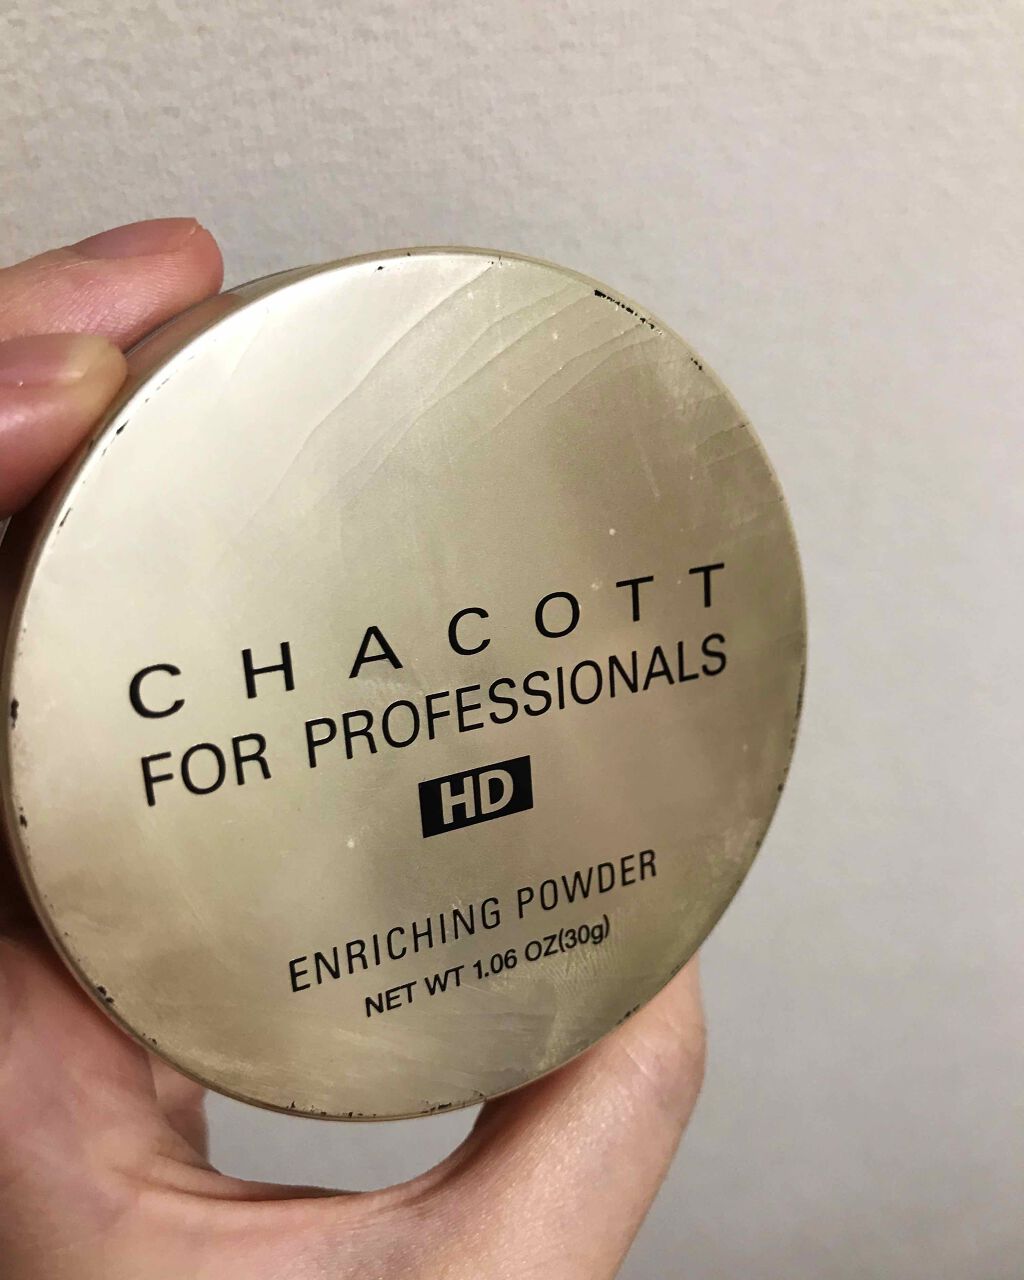 CHACOTT
FOR PROFESSIONALS
HD
ENRICHING POWDER
NET WT 1.06 OZ(30g)